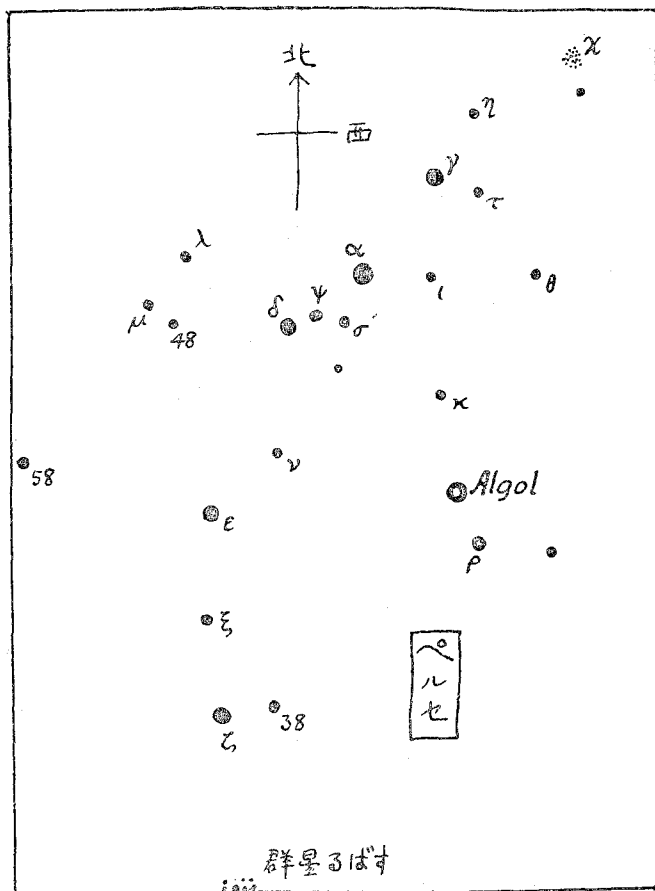 χ
北
η
西
γ
τ
λ
α
ι
θ
μ
48
δ
ψ
σ
κ
58
ν
Algol
ε
ρ
ξ
ペルセ
ζ
38
すばる星群